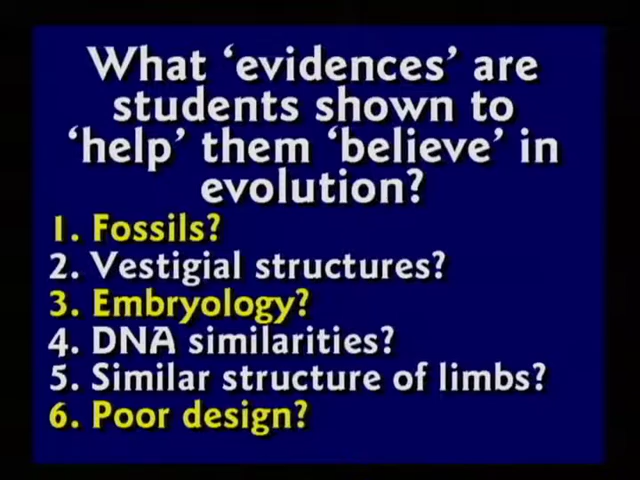 What ‘evidences’ are
students shown to
‘help’ them ‘believe’ in
evolution?
1. Fossils?
2. Vestigial structures?
3. Embryology?
4. DNA similarities?
5. Similar structure of limbs?
6. Poor design?